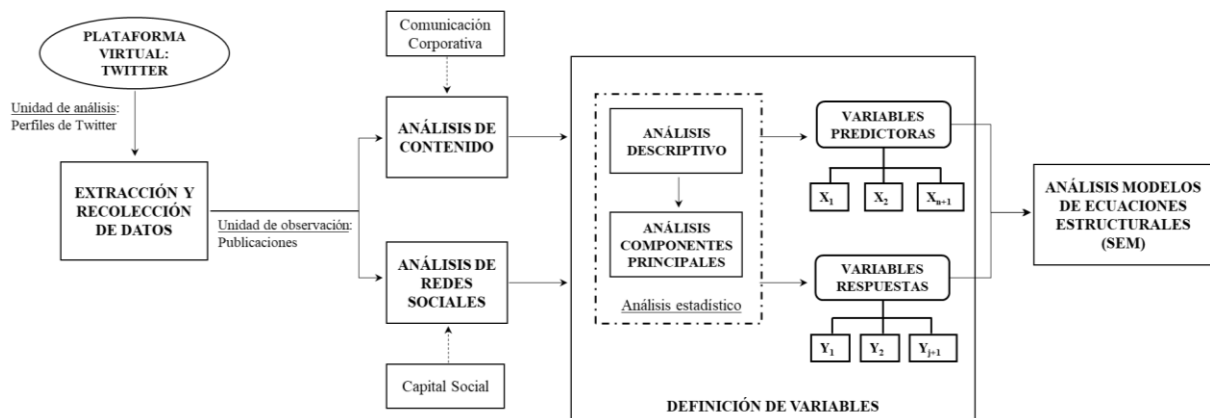 PLATAFORMA
VIRTUAL:
TWITTER
Unidad de análisis:
Perfiles de Twitter
EXTRACCIÓN Y
RECOLECCIÓN
DE DATOS
Unidad de observación:
Publicaciones
Comunicación
Corporativa
ANÁLISIS DE
CONTENIDO
ANÁLISIS DE
REDES
SOCIALES
Capital Social
ANÁLISIS
DESCRIPTIVO
ANÁLISIS
COMPONENTES
PRINCIPALES
Análisis estadístico
VARIABLES
PREDICTORAS
X₁ X₂ Xₙ₊₁
VARIABLES
RESPUESTAS
Y₁ Y₂ Yⱼ₊₁
DEFINICIÓN DE VARIABLES
ANÁLISIS MODELOS
DE ECUACIONES
ESTRUCTURALES
(SEM)